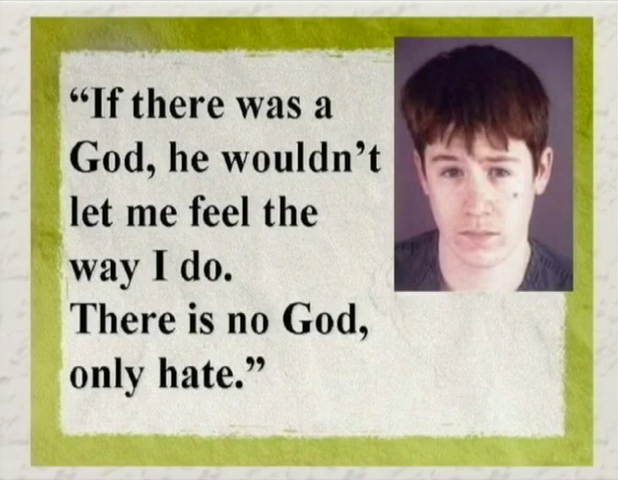 “If there was a
God, he wouldn’t
let me feel the
way I do.
There is no God,
only hate.”